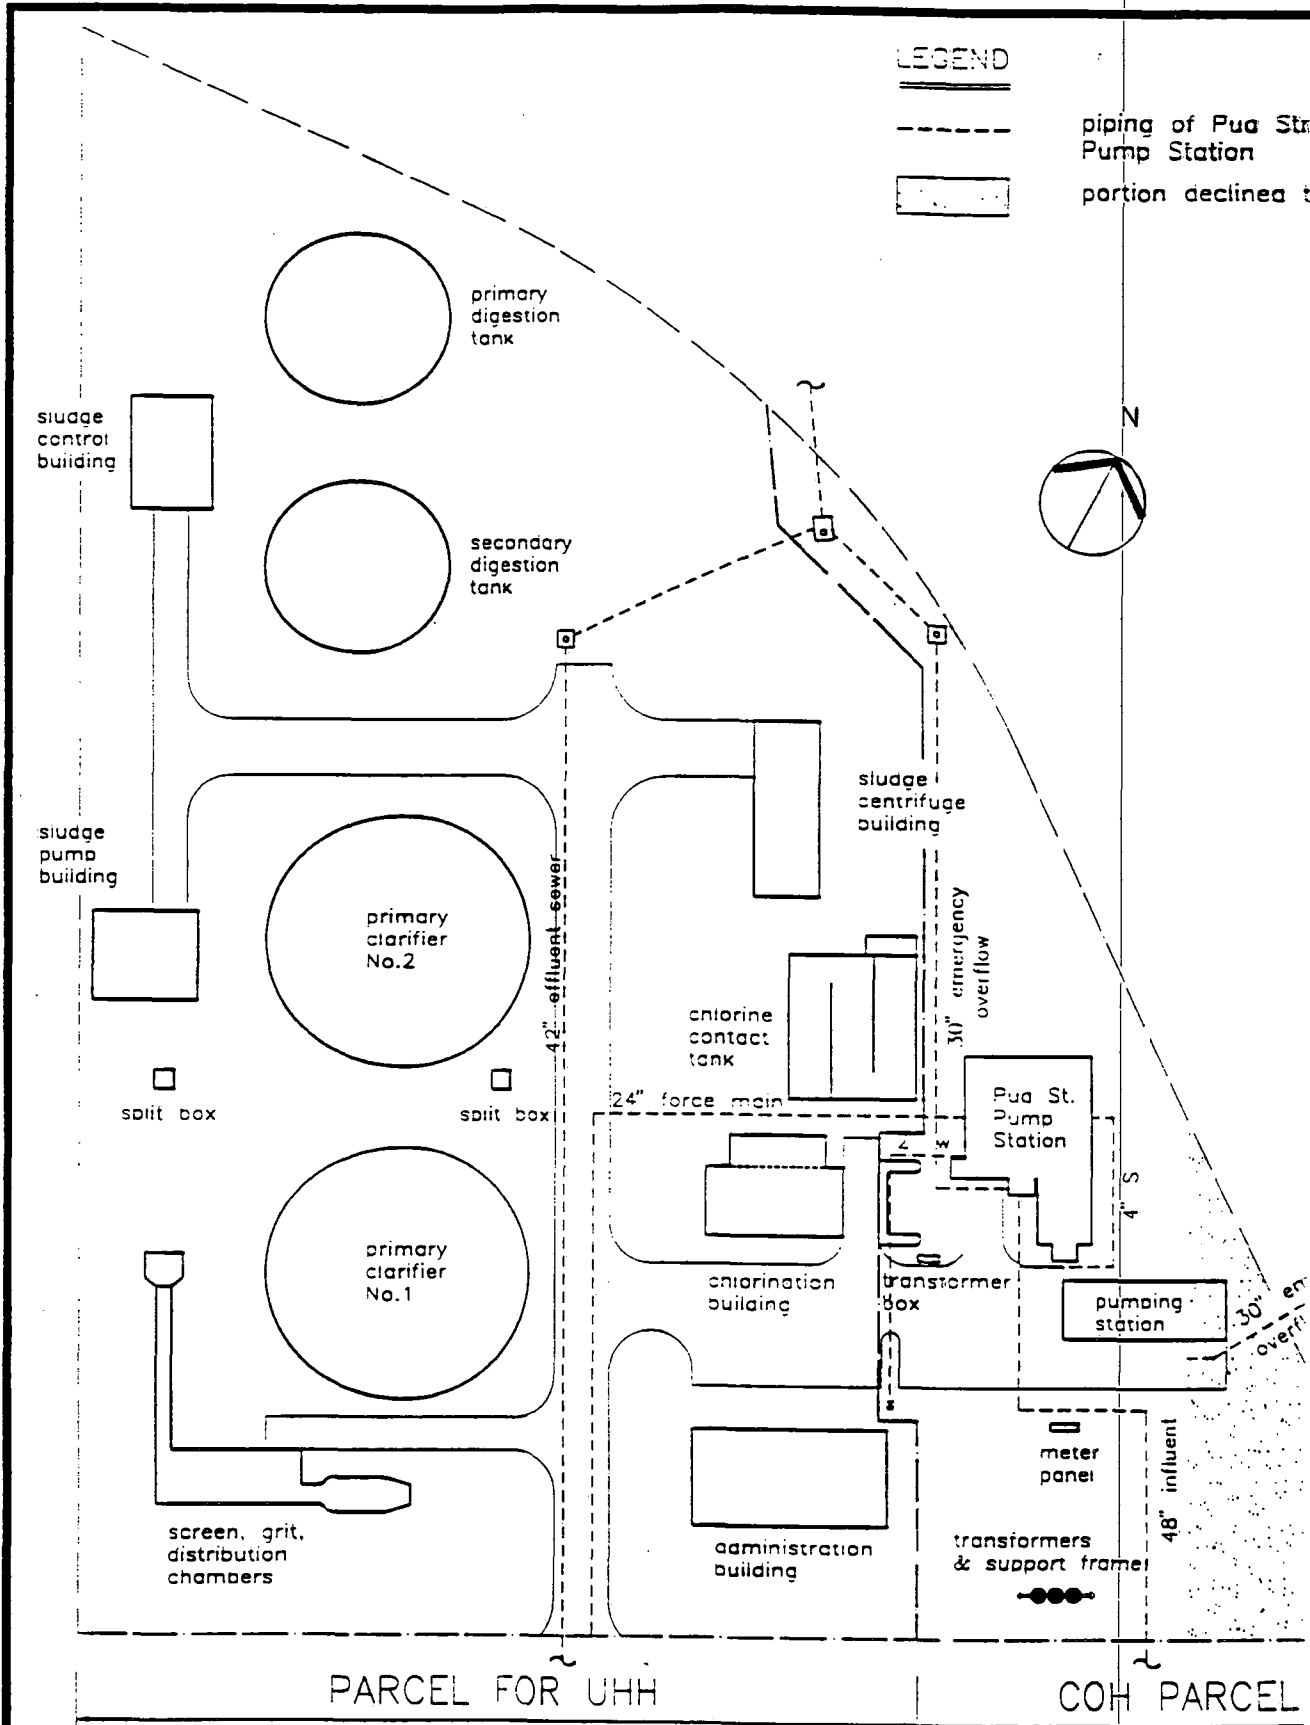 LEGEND
piping of Pua
Pump Station
portion declined
primary
digestion
tank
sludge
control
building
N
secondary
digestion
tank
sludge
centrifuge
building
sludge
pump
building
primary
clarifier
No.2
42" effluent sewer
30" emergency
overflow
chlorine
contact
tank
split box
split box
24" force main
Pua St.
Pump
Station
2 W
4" S
primary
clarifier
No.1
chlorination
building
transformer
box
pumping
station
30"
meter
panel
48" influent
screen, grit,
distribution
chambers
administration
building
transformers
& support frame
PARCEL FOR UHH
COH PARCEL